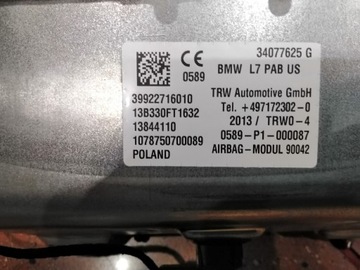 34077625 G
CE BMW L7 PAB US
0589
39922716010 TRW Automotive GmbH
13B330FT1632 Tel. +497172302-0
13844110 2013 / TRWO-4
1078750700089 0589-P1-000087
POLAND AIRBAG-MODUL 90042